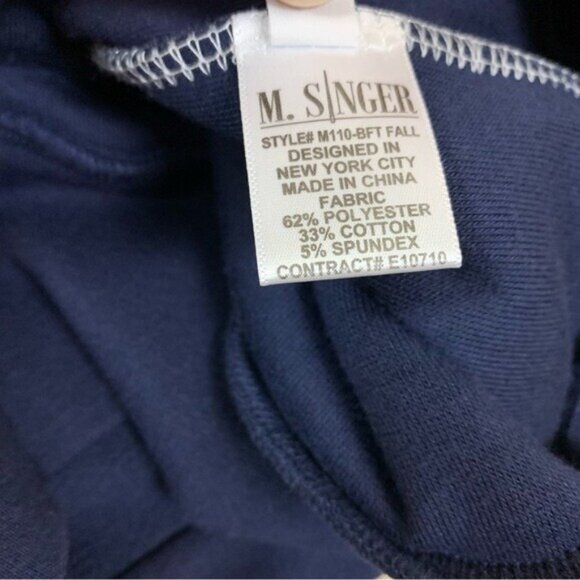 M. SINGER
STYLE# M110-BFT FALL
DESIGNED IN
NEW YORK CITY
MADE IN CHINA
FABRIC
62% POLYESTER
33% COTTON
5% SPUNDEX
CONTRACT# E10710